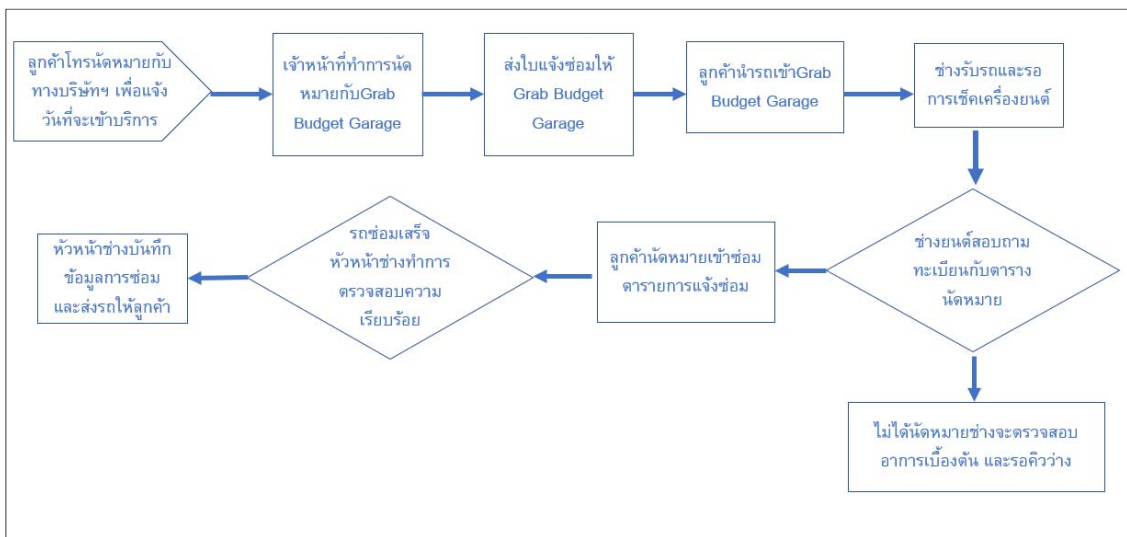 ลูกค้าโทรนัดหมายกับ
ทางบริษัทฯ เพื่อแจ้ง
วันที่จะเข้าบริการ
เจ้าหน้าที่ทำการนัด
หมายกับGrab
Budget Garage
ส่งใบแจ้งซ่อมให้
Grab Budget
Garage
ลูกค้านำรถเข้าGrab
Budget Garage
ช่างรับรถและรอ
การเช็คเครื่องยนต์
ช่างยนต์สอบถาม
ทะเบียนกับตาราง
นัดหมาย
ลูกค้านัดหมายเข้าซ่อม
ตารายการแจ้งซ่อม
รถซ่อมเสร็จ
หัวหน้าช่างทำการ
ตรวจสอบความ
เรียบร้อย
หัวหน้าช่างบันทึก
ข้อมูลการซ่อม
และส่งรถให้ลูกค้า
ไม่ได้นัดหมายช่างจะตรวจสอบ
อาการเบื้องต้น และรอคิวว่าง